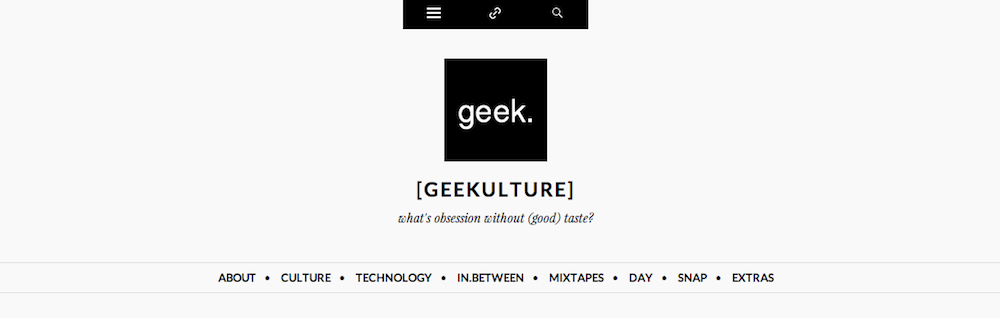 geek.
[GEEKULTURE]
what's obsession without (good) taste?
ABOUT • CULTURE • TECHNOLOGY • IN.BETWEEN • MIXTAPES • DAY • SNAP • EXTRAS